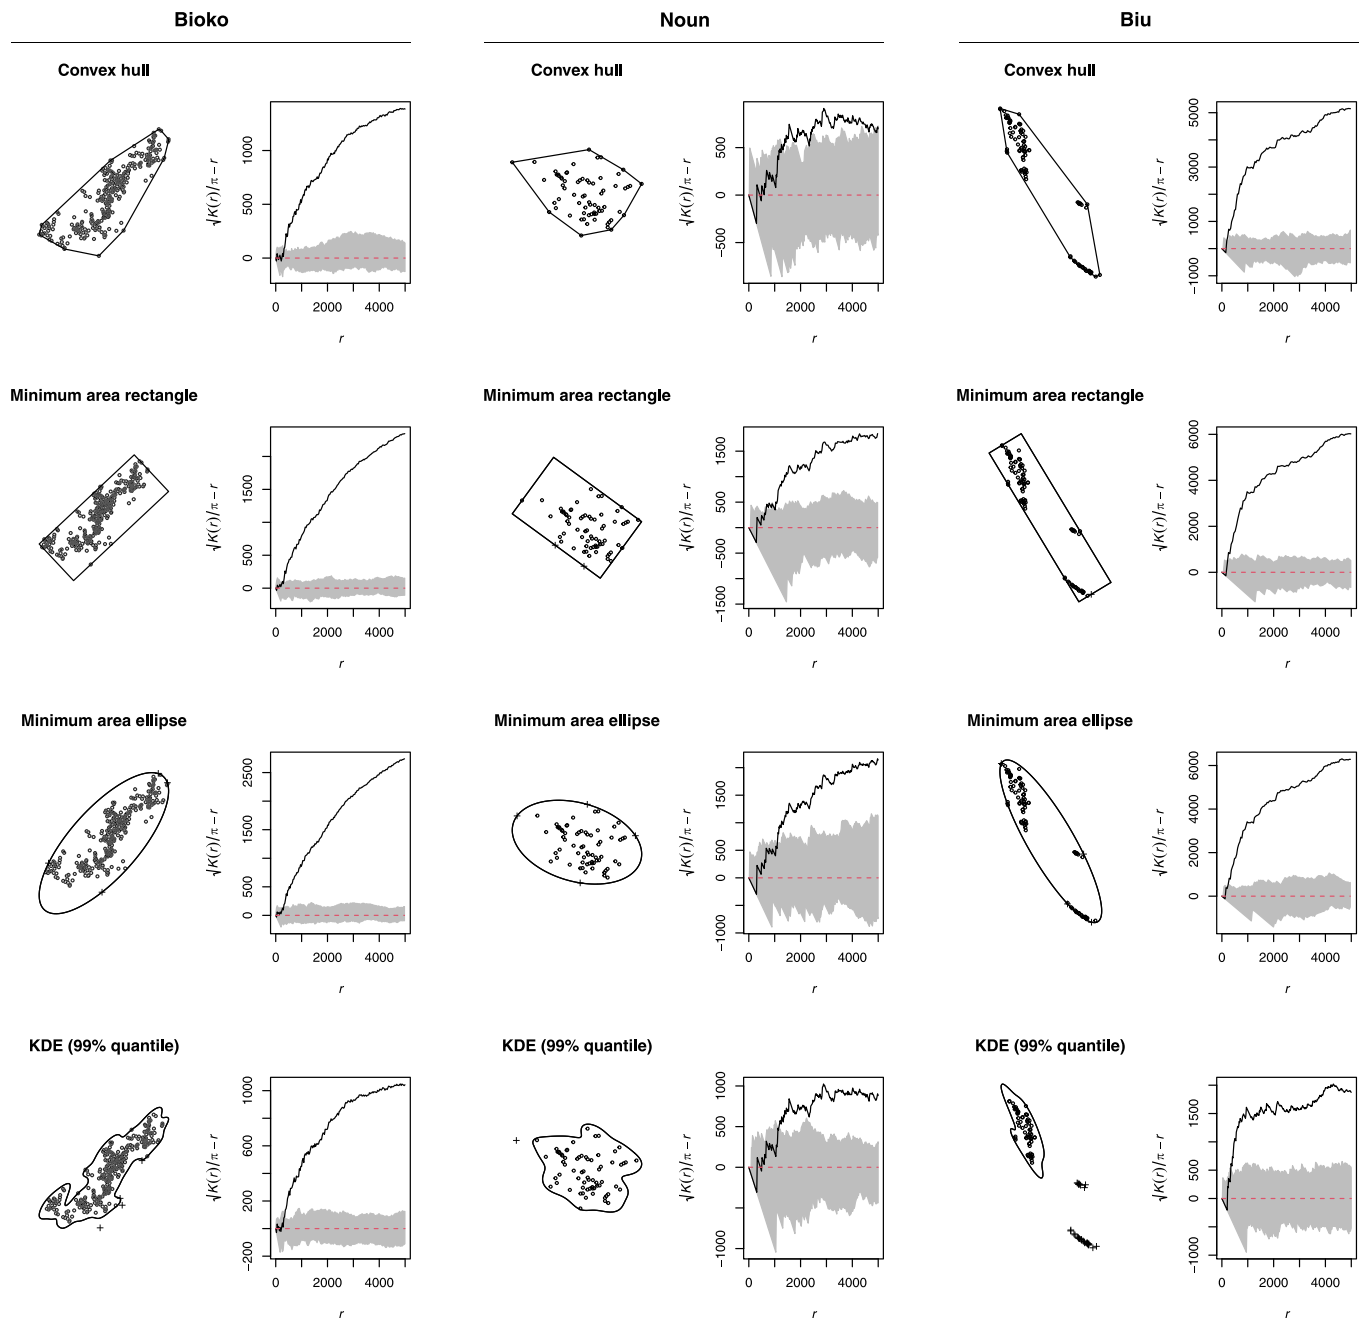 Bioko
Noun
Biu
Convex hull
Convex hull
Convex hull
√K(r)/π − r
0
500
1000
0
2000
4000
r
√K(r)/π − r
−500
0
500
0
2000
4000
r
√K(r)/π − r
−1000
0
1000
3000
5000
0
2000
4000
r
Minimum area rectangle
Minimum area rectangle
Minimum area rectangle
√K(r)/π − r
0
500
1500
0
2000
4000
r
√K(r)/π − r
−1500
−500
0
500
1500
0
2000
4000
r
√K(r)/π − r
0
2000
4000
6000
0
2000
4000
r
Minimum area ellipse
Minimum area ellipse
Minimum area ellipse
√K(r)/π − r
0
500
1500
2500
0
2000
4000
r
√K(r)/π − r
−1000
0
500
1500
0
2000
4000
r
√K(r)/π − r
0
2000
4000
6000
0
2000
4000
r
KDE (99% quantile)
KDE (99% quantile)
KDE (99% quantile)
√K(r)/π − r
−200
200
600
1000
0
2000
4000
r
√K(r)/π − r
−1000
0
500
1000
0
2000
4000
r
√K(r)/π − r
−1000
0
500
1500
0
2000
4000
r